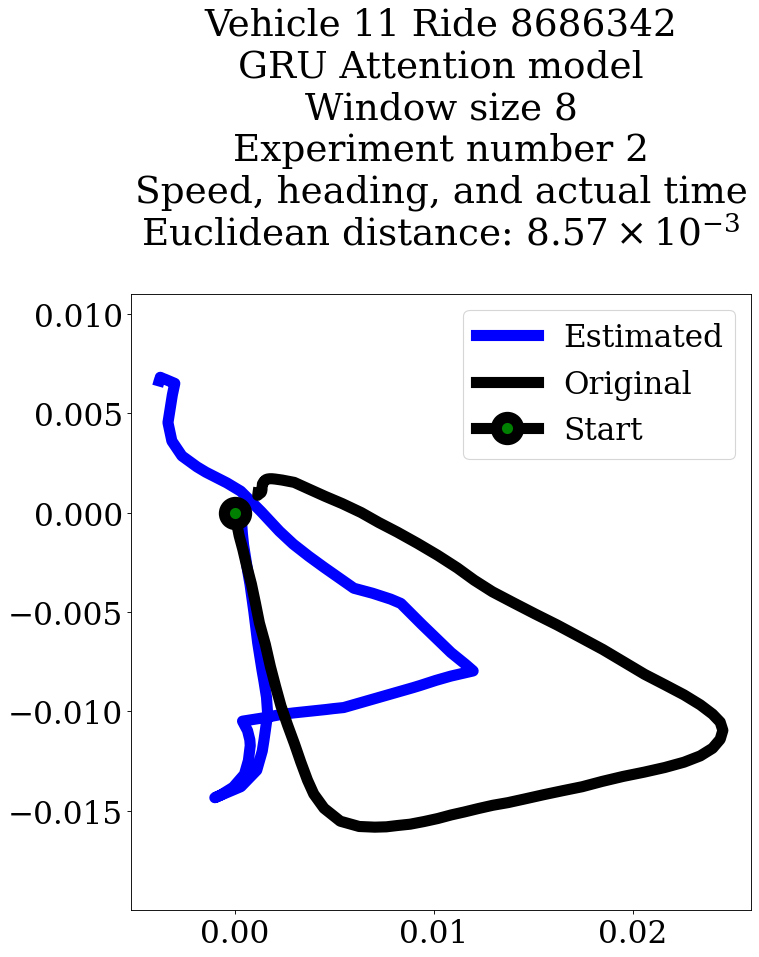 Vehicle 11 Ride 8686342
GRU Attention model
Window size 8
Experiment number 2
Speed, heading, and actual time
Euclidean distance: 8.57 × 10⁻³
0.010
0.005
0.000
−0.005
−0.010
−0.015
Estimated
Original
Start
0.00 0.01 0.02